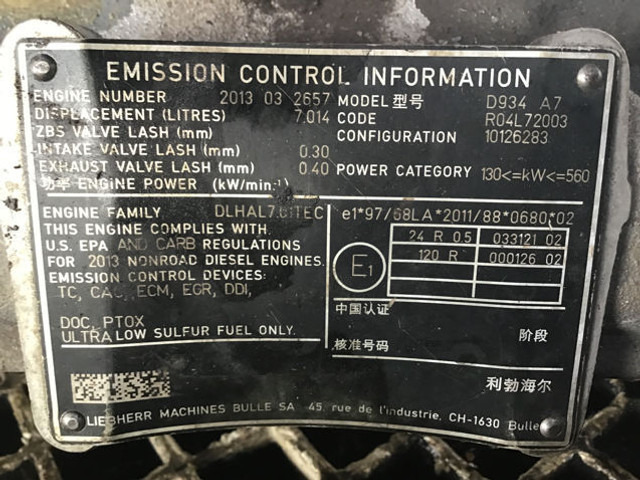 EMISSION CONTROL INFORMATION
ENGINE NUMBER 2013 03 2657 MODEL 型号 D934 A7
DISPLACEMENT (LITRES) 7.014 CODE R04L72003
ZBS VALVE LASH (mm) CONFIGURATION 10126283
INTAKE VALVE LASH (mm) 0.30
EXHAUST VALVE LASH (mm) 0.40 POWER CATEGORY 130<=kW<=560
功率 ENGINE POWER (kW/min⁻¹)
ENGINE FAMILY DLHAL7.01TEC e1*97/68LA*2011/88*0680*02
THIS ENGINE COMPLIES WITH 24 R 05 033121 02
U.S. EPA AND CARB REGULATIONS 120 R 000126 02
FOR 2013 NONROAD DIESEL ENGINES. E1
EMISSION CONTROL DEVICES:
TC, CAC, ECM, EGR, DDI,
中国认证
DOC, PTOX 阶段
ULTRA LOW SULFUR FUEL ONLY. 核准号码
利勃海尔
LIEBHERR MACHINES BULLE SA 45, rue de l'industrie, CH-1630 Bulle